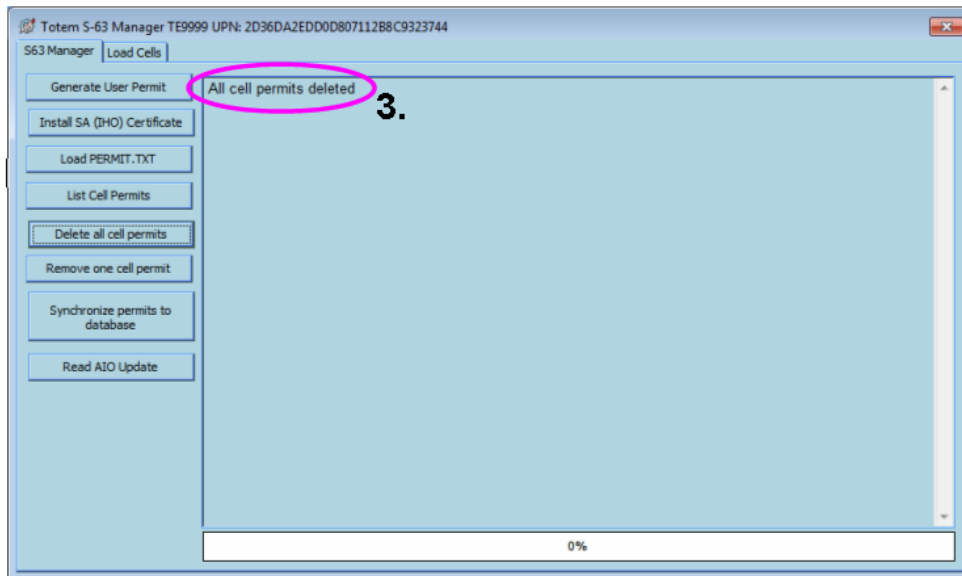 Totem S-63 Manager TE9999 UPN: 2D36DA2EDD0D807112B8C9323744
S63 Manager Load Cells
Generate User Permit
All cell permits deleted
3.
Install SA (IHO) Certificate
Load PERMIT.TXT
List Cell Permits
Delete all cell permits
Remove one cell permit
Synchronize permits to
database
Read AIO Update
0%